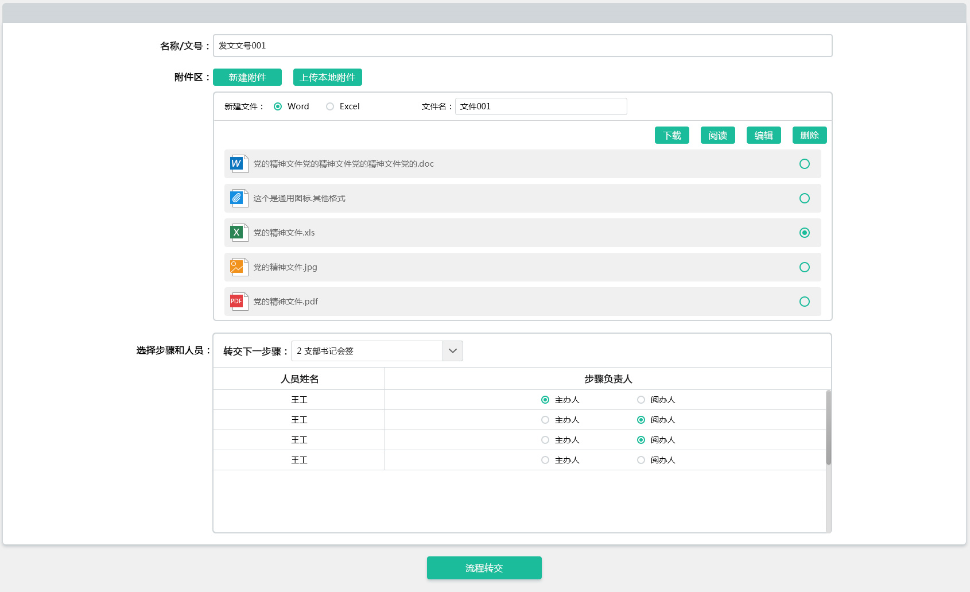 名称/文号： 发文文号001
附件区： 新建附件 上传本地附件
新建文件： Word Excel 文件名： 文件001
下载 阅读 编辑 删除
W 党的精神文件党的精神文件党的精神文件党的.doc
这个是通用图标.其他格式
X 党的精神文件.xls
党的精神文件.jpg
PDF 党的精神文件.pdf
选择步骤和人员： 转交下一步骤： 2 支部书记会签
人员姓名 步骤负责人
王工 主办人 阅办人
王工 主办人 阅办人
王工 主办人 阅办人
王工 主办人 阅办人
流程转交